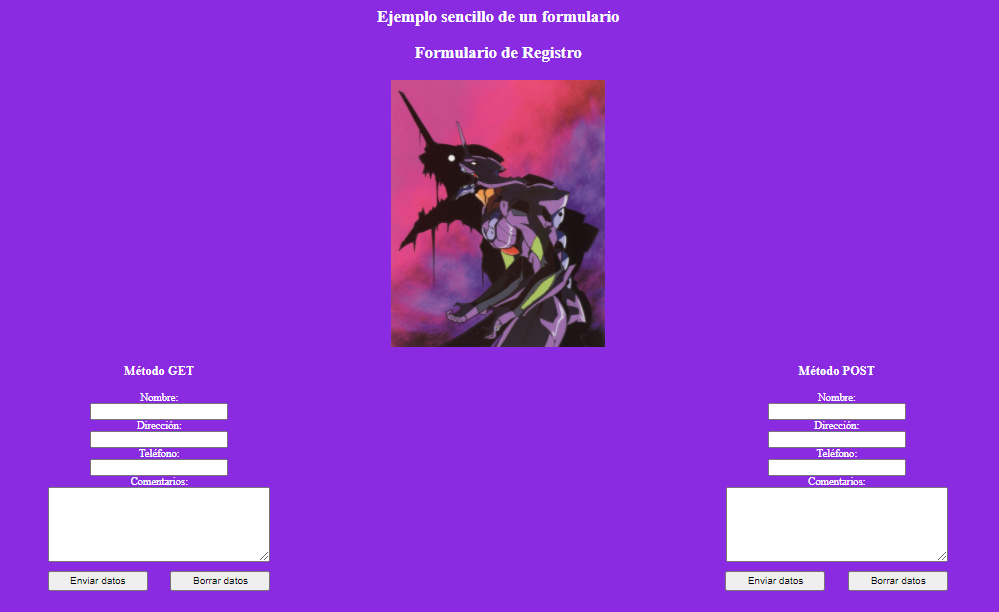 Ejemplo sencillo de un formulario
Formulario de Registro
Método GET
Nombre:
Dirección:
Teléfono:
Comentarios:
Enviar datos Borrar datos
Método POST
Nombre:
Dirección:
Teléfono:
Comentarios:
Enviar datos Borrar datos